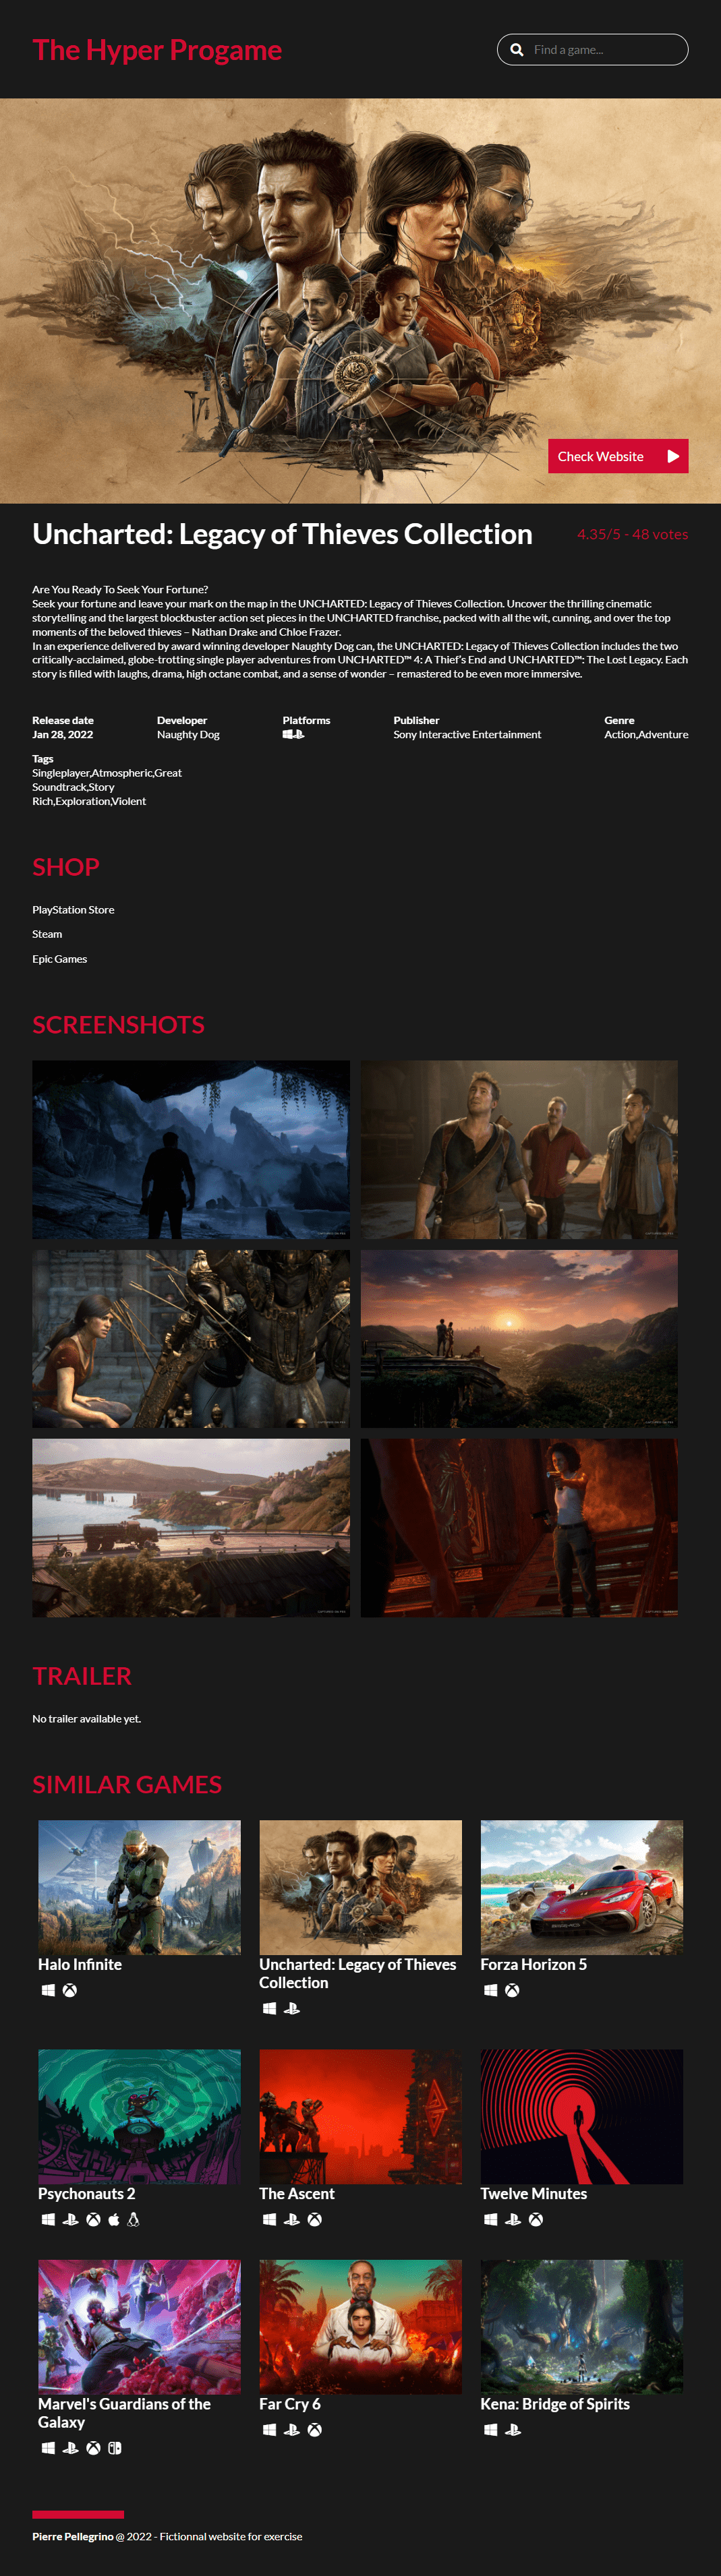 The Hyper Progame
Find a game...
Check Website
Uncharted: Legacy of Thieves Collection
4.35/5 - 48 votes
Are You Ready To Seek Your Fortune?
Seek your fortune and leave your mark on the map in the UNCHARTED: Legacy of Thieves Collection. Uncover the thrilling cinematic
storytelling and the largest blockbuster action set pieces in the UNCHARTED franchise, packed with all the wit, cunning, and over the top
moments of the beloved thieves – Nathan Drake and Chloe Frazer.
In an experience delivered by award winning developer Naughty Dog can, the UNCHARTED: Legacy of Thieves Collection includes the two
critically-acclaimed, globe-trotting single player adventures from UNCHARTED™ 4: A Thief's End and UNCHARTED™: The Lost Legacy. Each
story is filled with laughs, drama, high octane combat, and a sense of wonder – remastered to be even more immersive.
Release date
Jan 28, 2022
Developer
Naughty Dog
Platforms
Publisher
Sony Interactive Entertainment
Genre
Action,Adventure
Tags
Singleplayer,Atmospheric,Great
Soundtrack,Story
Rich,Exploration,Violent
SHOP
PlayStation Store
Steam
Epic Games
SCREENSHOTS
TRAILER
No trailer available yet.
SIMILAR GAMES
Halo Infinite
Uncharted: Legacy of Thieves
Collection
Forza Horizon 5
Psychonauts 2
The Ascent
Twelve Minutes
Marvel's Guardians of the
Galaxy
Far Cry 6
Kena: Bridge of Spirits
Pierre Pellegrino @ 2022 - Fictionnal website for exercise